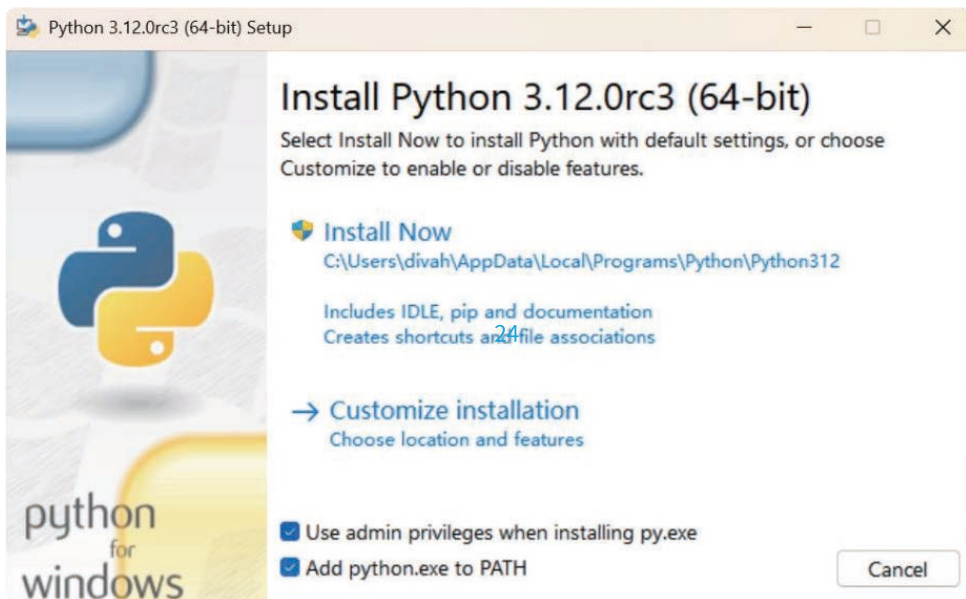 Python 3.12.0rc3 (64-bit) Setup
Install Python 3.12.0rc3 (64-bit)
Select Install Now to install Python with default settings, or choose
Customize to enable or disable features.
Install Now
C:\Users\divah\AppData\Local\Programs\Python\Python312
Includes IDLE, pip and documentation
Creates shortcuts and file associations
24
Customize installation
Choose location and features
python
for
windows
Use admin privileges when installing py.exe
Add python.exe to PATH
Cancel